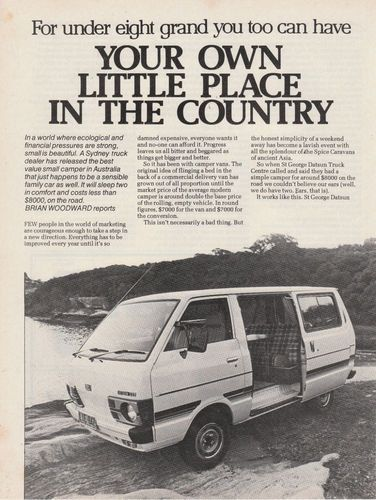 For under eight grand you too can have
YOUR OWN
LITTLE PLACE
IN THE COUNTRY
In a world where ecological and
financial pressures are strong,
small is beautiful. A Sydney truck
dealer has released the best
value small camper in Australia
that just happens to be a sensible
family car as well. It will sleep two
in comfort and costs less than
$8000, on the road.
BRIAN WOODWARD reports
FEW people in the world of marketing
are courageous enough to take a step in
a new direction. Everything has to be
improved every year until it's so
damned expensive, everyone wants it
and no-one can afford it. Progress
leaves us all bitter and beggared as
things get bigger and better.
So it has been with camper vans. The
original idea of flinging a bed in the
back of a commercial delivery van has
grown out of all proportion until the
market price of the average modern
camper is around double the base price
of the rolling, empty vehicle. In round
figures, $7000 for the van and $7000 for
the conversion.
This isn't necessarily a bad thing. But
the honest simplicity of a weekend
away has become a lavish event with
all the splendour of the Spice Caravans
of ancient Asia.
So when St George Datsun Truck
Centre called and said they had a
simple camper for around $8000 on the
road we couldn't believe our ears (well,
we do have two. Ears, that is).
It works like this. St George Datsun